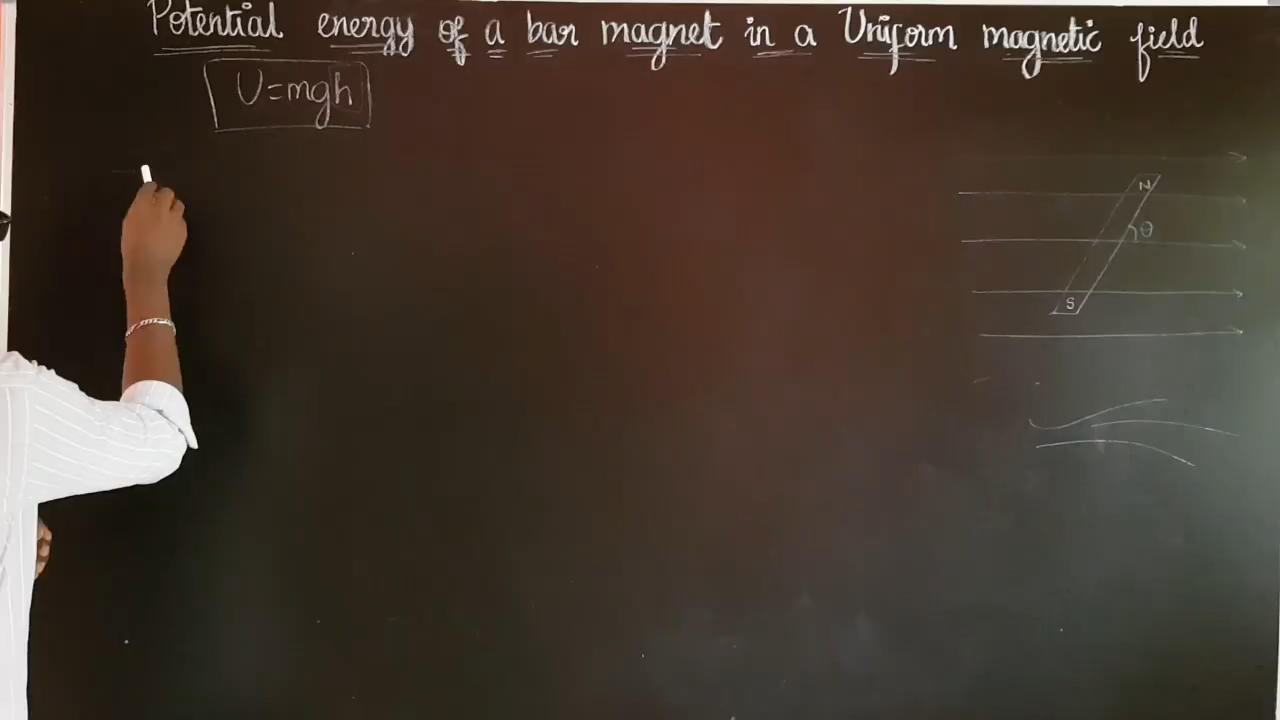 Potential energy of a bar magnet in a Uniform magnetic field
U=mgh
N
θ
S